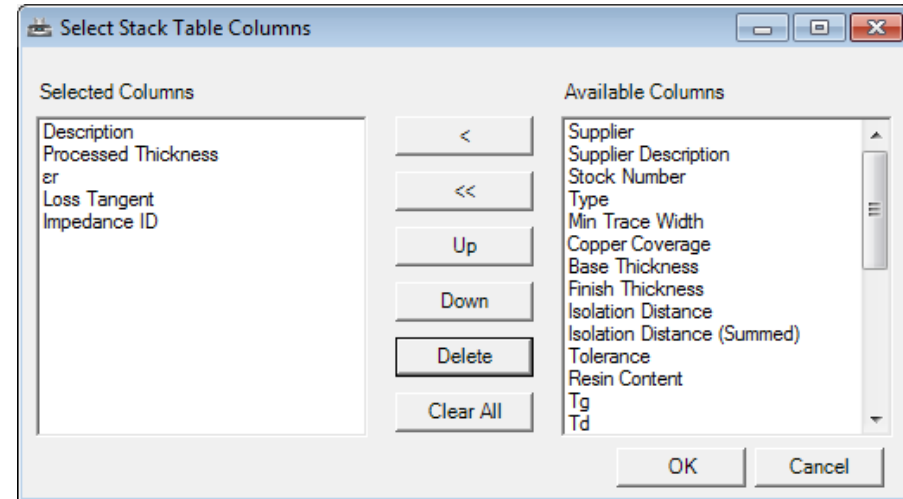 Select Stack Table Columns
Selected Columns
Description
Processed Thickness
εr
Loss Tangent
Impedance ID
<
<<
Up
Down
Delete
Clear All
Available Columns
Supplier
Supplier Description
Stock Number
Type
Min Trace Width
Copper Coverage
Base Thickness
Finish Thickness
Isolation Distance
Isolation Distance (Summed)
Tolerance
Resin Content
Tg
Td
OK
Cancel